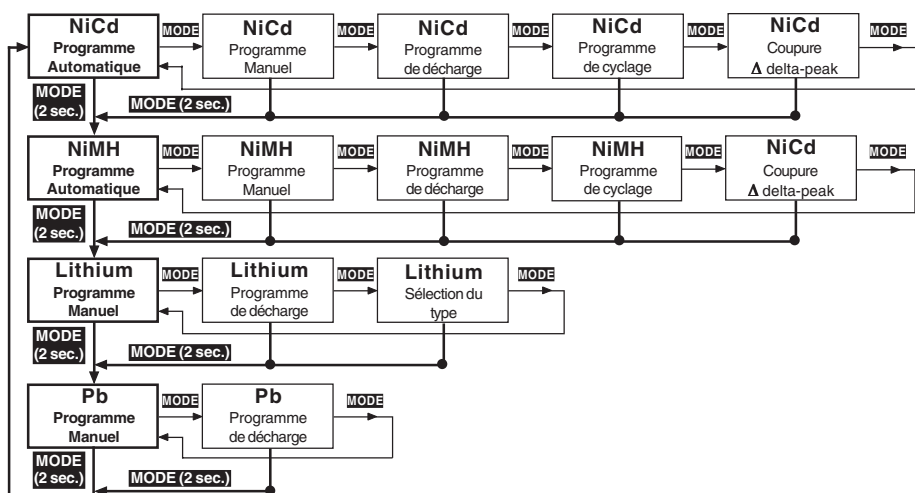 NiCd
Programme
Automatique
MODE
NiCd
Programme
Manuel
MODE
NiCd
Programme
de décharge
MODE
NiCd
Programme
de cyclage
MODE
NiCd
Coupure
Δ delta-peak
MODE
MODE
(2 sec.)
MODE (2 sec.)
NiMH
Programme
Automatique
MODE
NiMH
Programme
Manuel
MODE
NiMH
Programme
de décharge
MODE
NiMH
Programme
de cyclage
MODE
NiCd
Coupure
Δ delta-peak
MODE
MODE
(2 sec.)
MODE (2 sec.)
Lithium
Programme
Manuel
MODE
Lithium
Programme
de décharge
MODE
Lithium
Sélection du
type
MODE
MODE
(2 sec.)
MODE (2 sec.)
Pb
Programme
Manuel
MODE
Pb
Programme
de décharge
MODE
MODE
(2 sec.)
MODE (2 sec.)